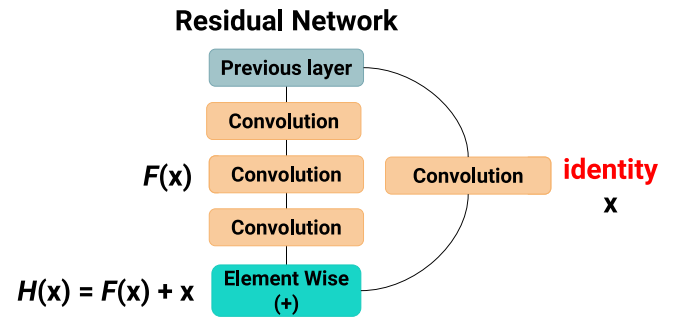 Residual Network
Previous layer
Convolution
F(x)
Convolution
Convolution
identity
x
Convolution
H(x) = F(x) + x
Element Wise
(+)